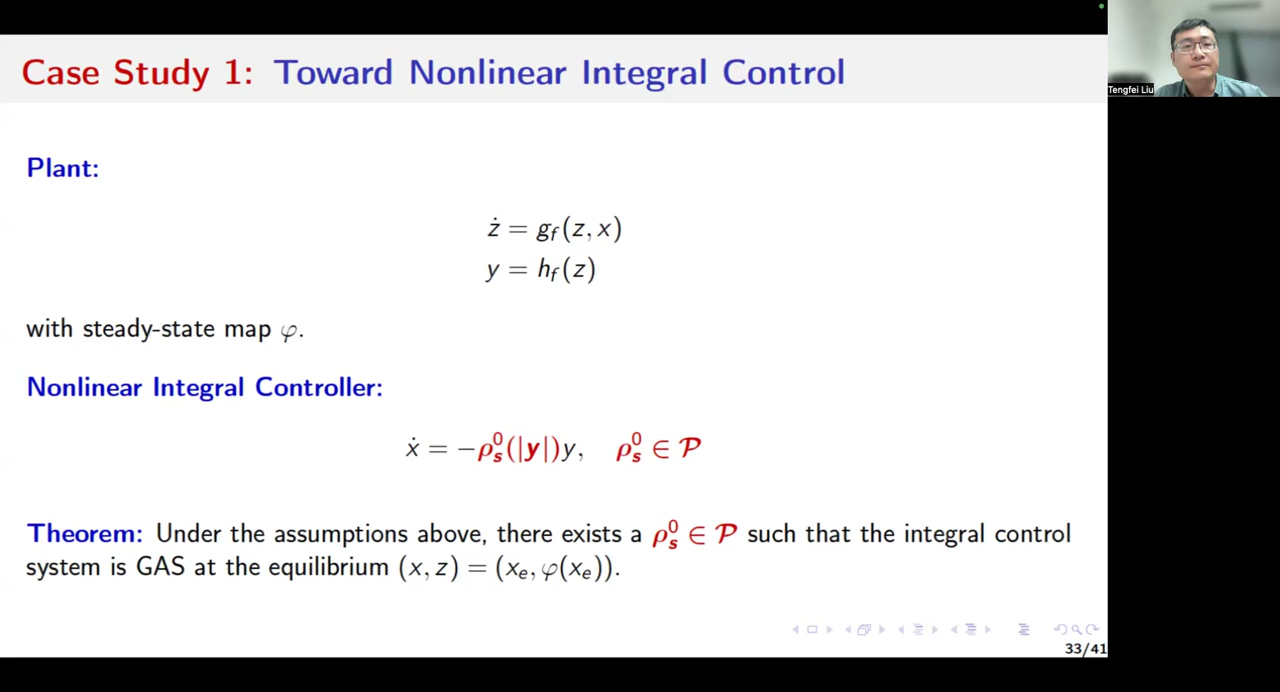 Case Study 1: Toward Nonlinear Integral Control
Tengfei Liu
Plant:
ż = g_f(z, x)
y = h_f(z)
with steady-state map φ.
Nonlinear Integral Controller:
ẋ = −ρ_s^0(|y|)y, ρ_s^0 ∈ 𝒫
Theorem: Under the assumptions above, there exists a ρ_s^0 ∈ 𝒫 such that the integral control
system is GAS at the equilibrium (x, z) = (x_e, φ(x_e)).
33/41